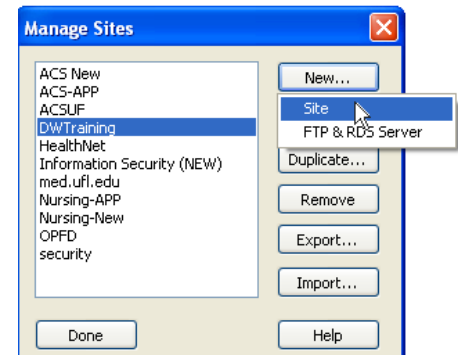 Manage Sites
ACS New
ACS-APP
ACSUF
DWTraining
HealthNet
Information Security (NEW)
med.ufl.edu
Nursing-APP
Nursing-New
OPFD
security
New...
Site
FTP & RDS Server
Duplicate...
Remove
Export...
Import...
Done
Help